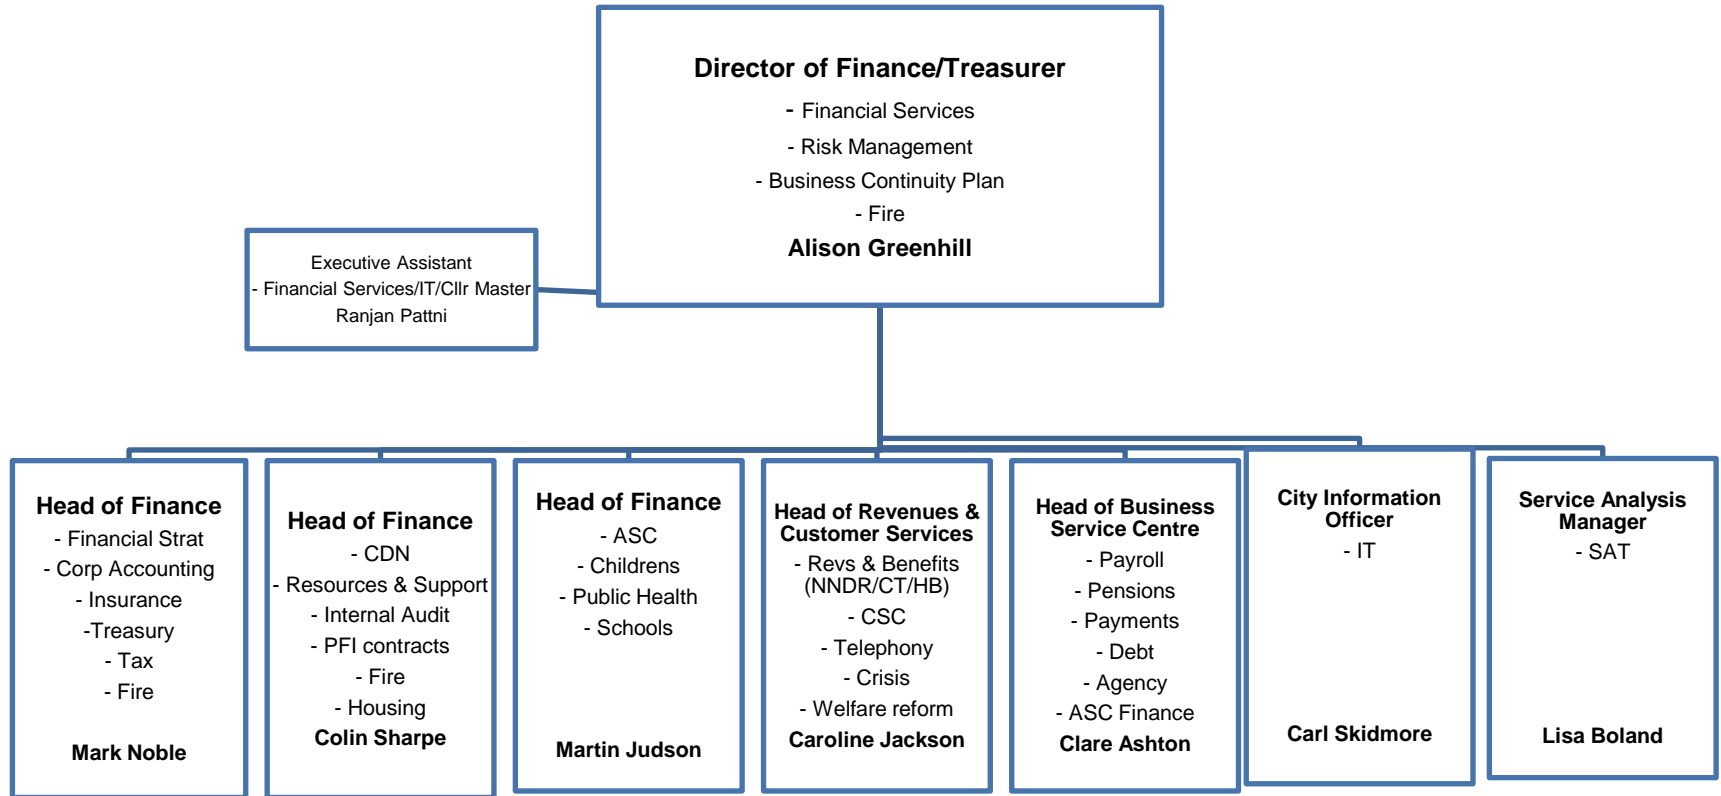 Director of Finance/Treasurer
- Financial Services
- Risk Management
- Business Continuity Plan
- Fire
Alison Greenhill
Executive Assistant
- Financial Services/IT/Cllr Master
Ranjan Pattni
Head of Finance
- Financial Strat
- Corp Accounting
- Insurance
-Treasury
- Tax
- Fire
Mark Noble
Head of Finance
- CDN
- Resources & Support
- Internal Audit
- PFI contracts
- Fire
- Housing
Colin Sharpe
Head of Finance
- ASC
- Childrens
- Public Health
- Schools
Martin Judson
Head of Revenues &
Customer Services
- Revs & Benefits
(NNDR/CT/HB)
- CSC
- Telephony
- Crisis
- Welfare reform
Caroline Jackson
Head of Business
Service Centre
- Payroll
- Pensions
- Payments
- Debt
- Agency
- ASC Finance
Clare Ashton
City Information
Officer
- IT
Carl Skidmore
Service Analysis
Manager
- SAT
Lisa Boland